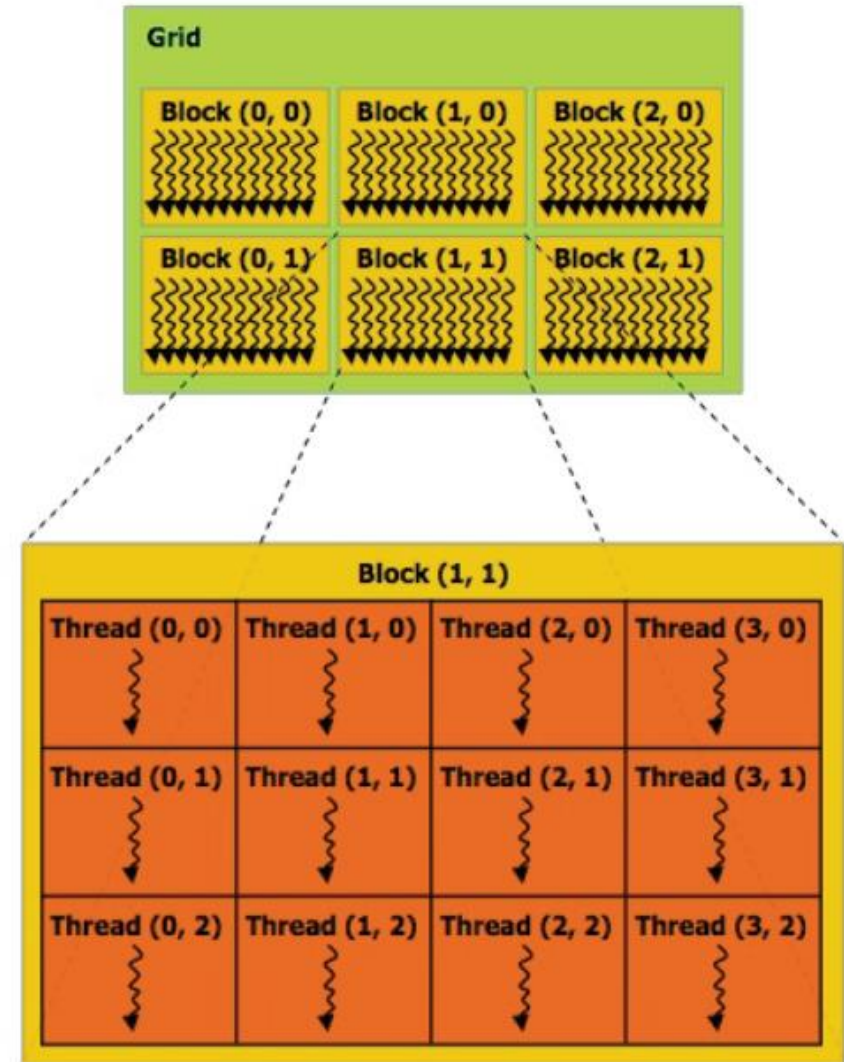 Grid
Block (0, 0) Block (1, 0) Block (2, 0)
Block (0, 1) Block (1, 1) Block (2, 1)
Block (1, 1)
Thread (0, 0) Thread (1, 0) Thread (2, 0) Thread (3, 0)
Thread (0, 1) Thread (1, 1) Thread (2, 1) Thread (3, 1)
Thread (0, 2) Thread (1, 2) Thread (2, 2) Thread (3, 2)